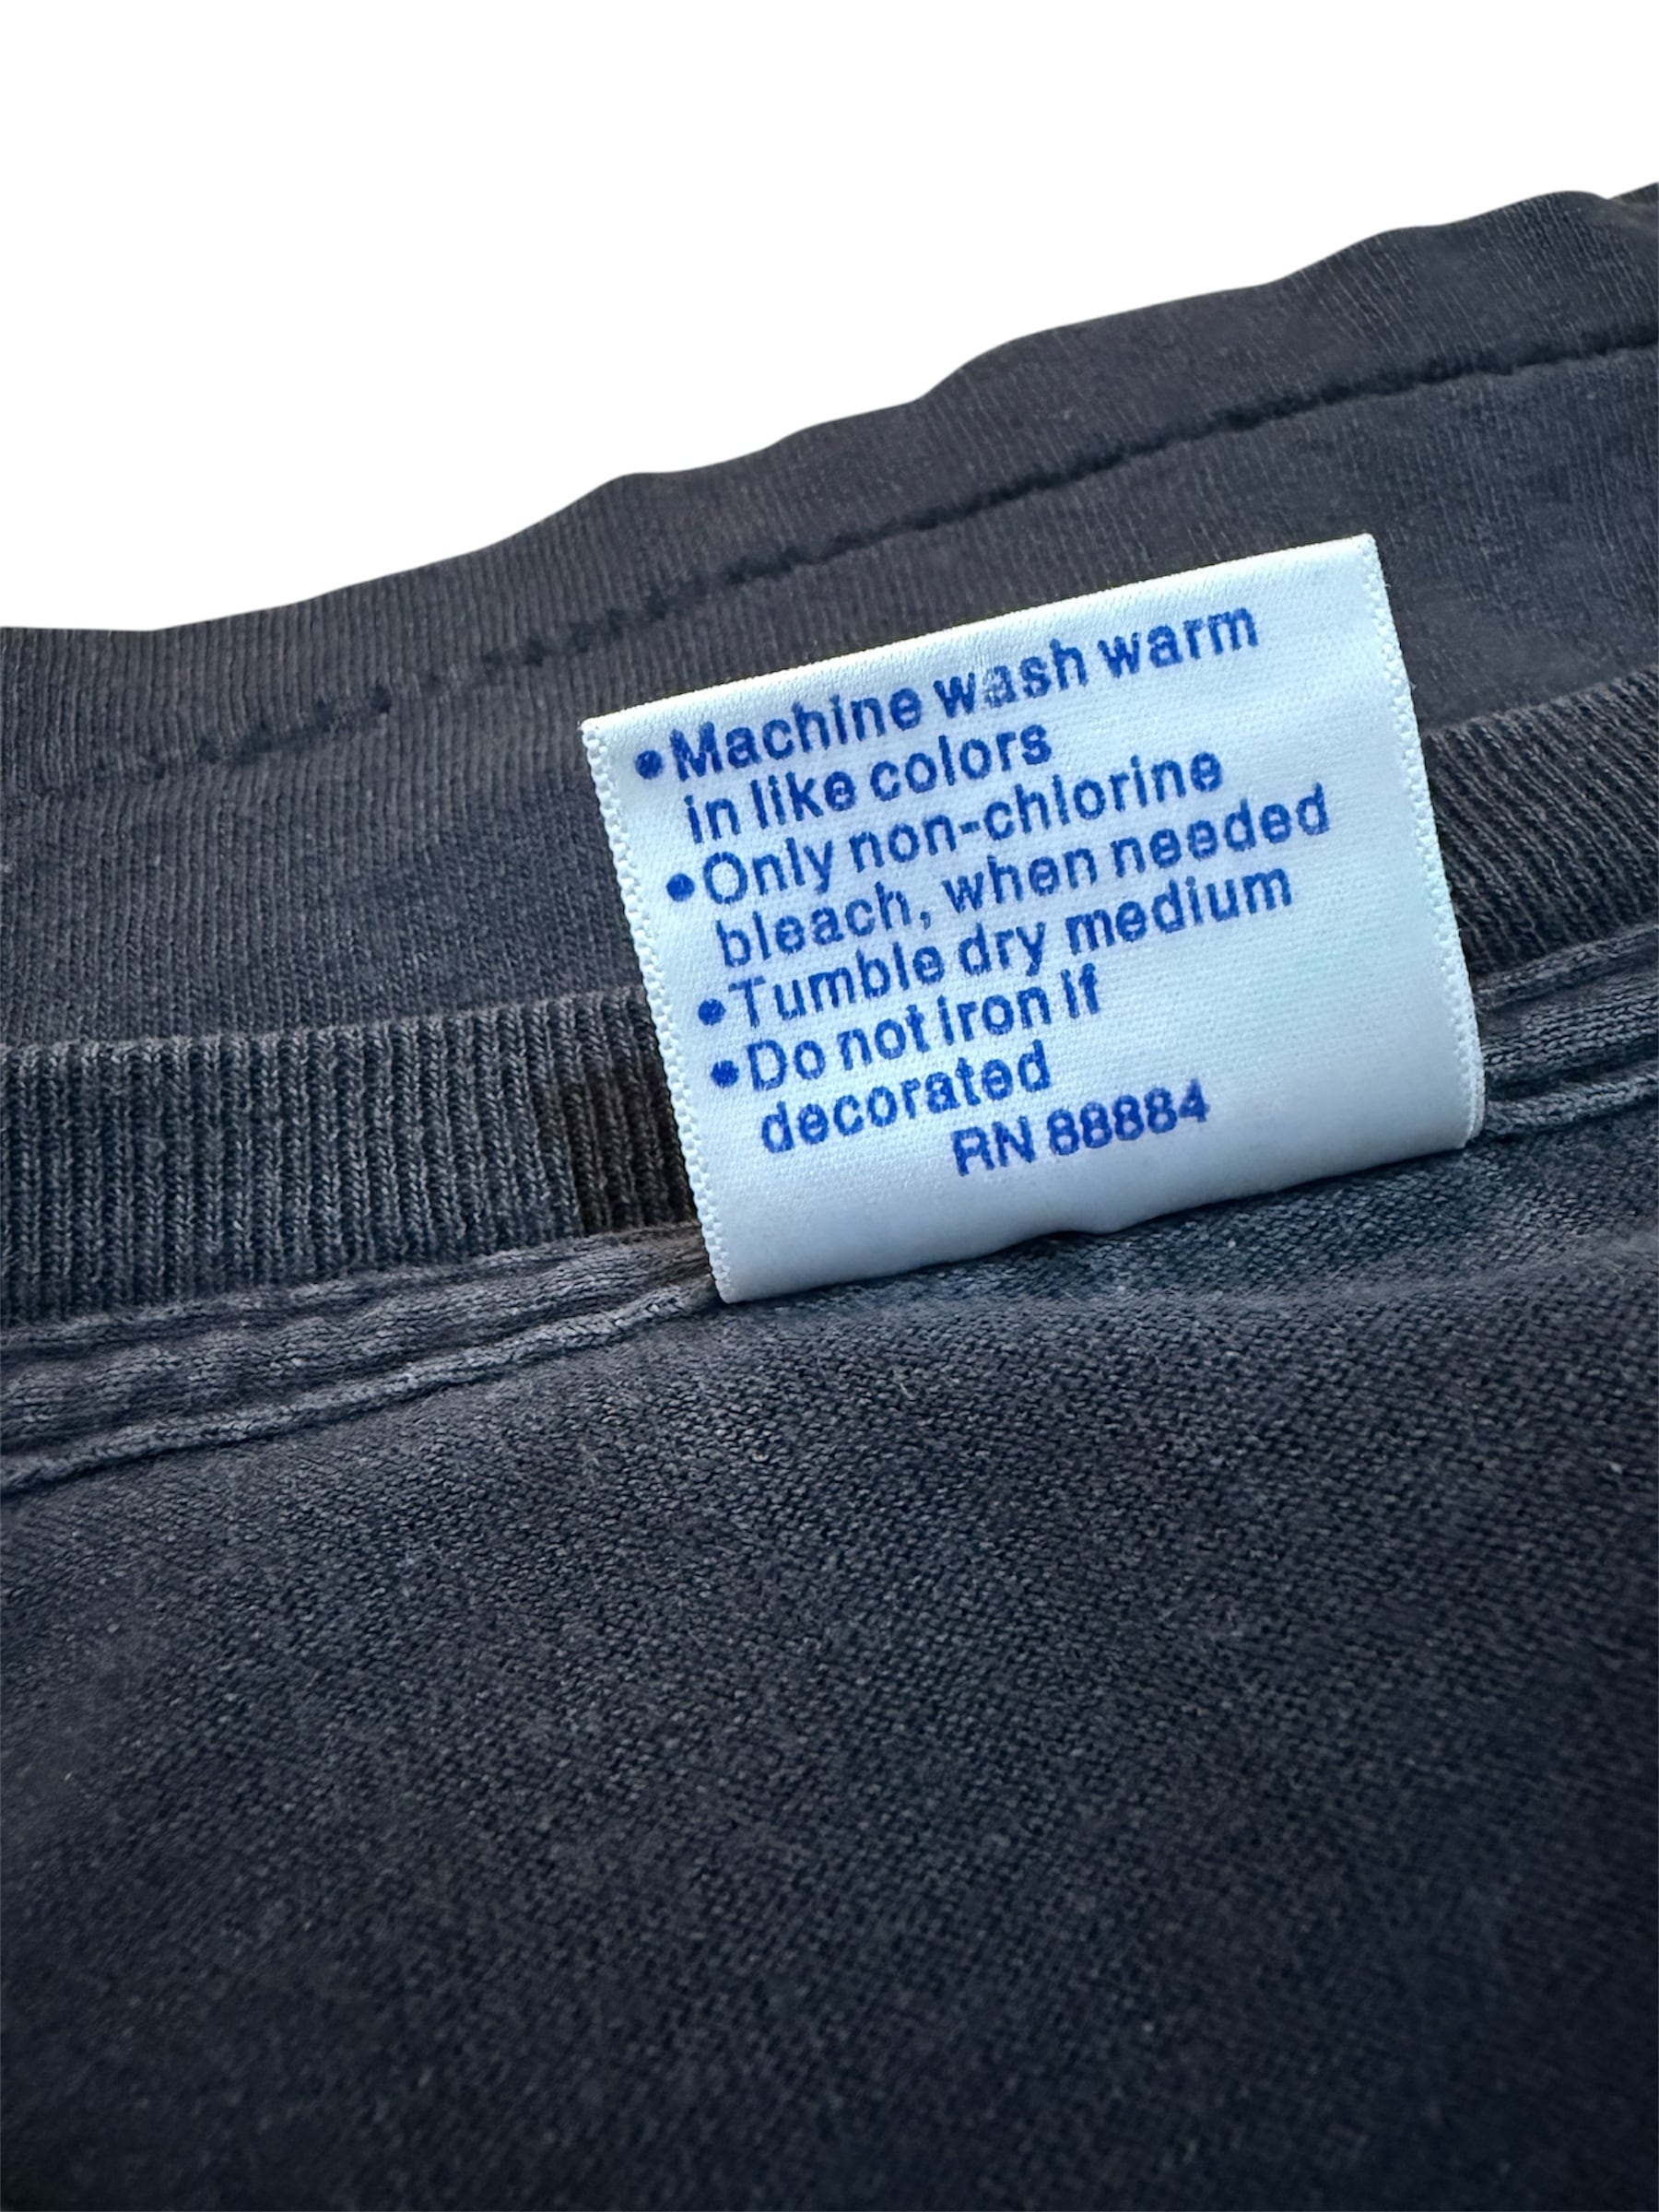 •Machine wash warm
in like colors
•Only non-chlorine
bleach, when needed
•Tumble dry medium
•Do not iron if
decorated
RN 88884